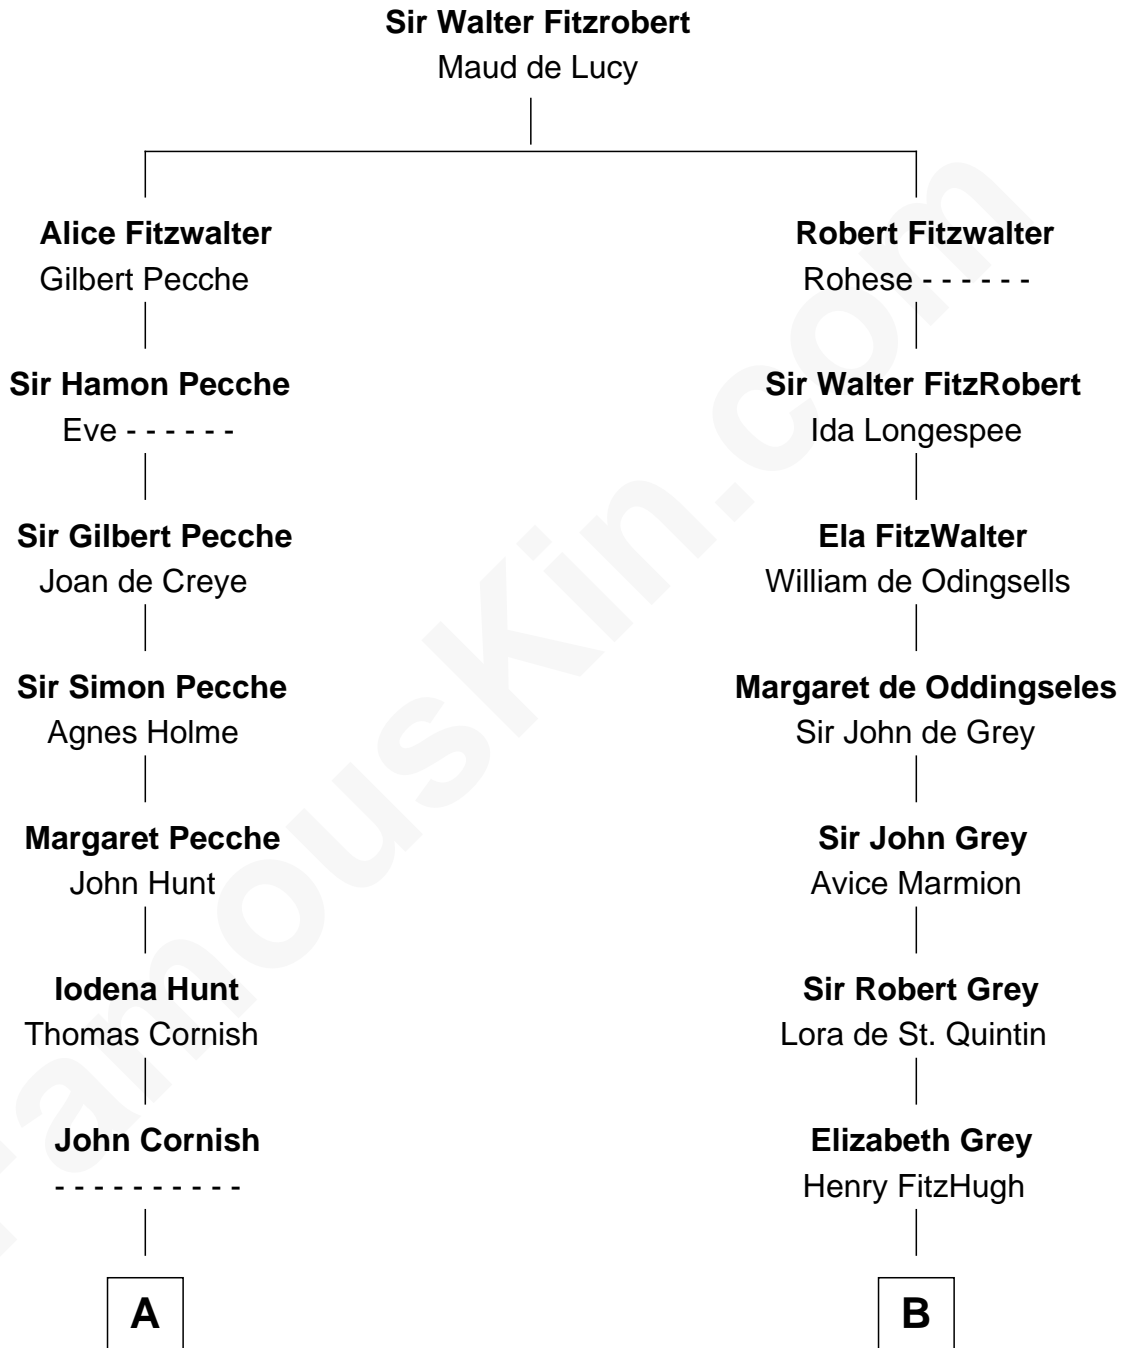 Sir Walter Fitzrobert
Maud de Lucy
Alice Fitzwalter
Gilbert Pecche
Robert Fitzwalter
Rohese - - - - - -
Sir Hamon Pecche
Eve - - - - - -
Sir Walter FitzRobert
Ida Longespee
Sir Gilbert Pecche
Joan de Creye
Ela FitzWalter
William de Odingsells
Sir Simon Pecche
Agnes Holme
Margaret de Oddingseles
Sir John de Grey
Margaret Pecche
John Hunt
Sir John Grey
Avice Marmion
Iodena Hunt
Thomas Cornish
Sir Robert Grey
Lora de St. Quintin
John Cornish
- - - - - - - - - -
Elizabeth Grey
Henry FitzHugh
A
B
FamousKin.com